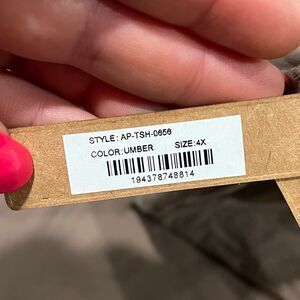 STYLE: AP-TSH-0656
COLOR: UMBER SIZE: 4X
194378748814